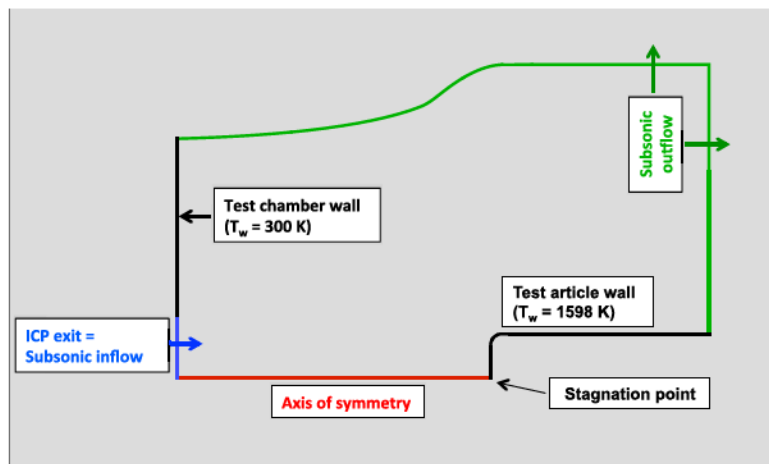 Subsonic
outflow
Test chamber wall
(Tw = 300 K)
Test article wall
(Tw = 1598 K)
ICP exit =
Subsonic inflow
Axis of symmetry
Stagnation point